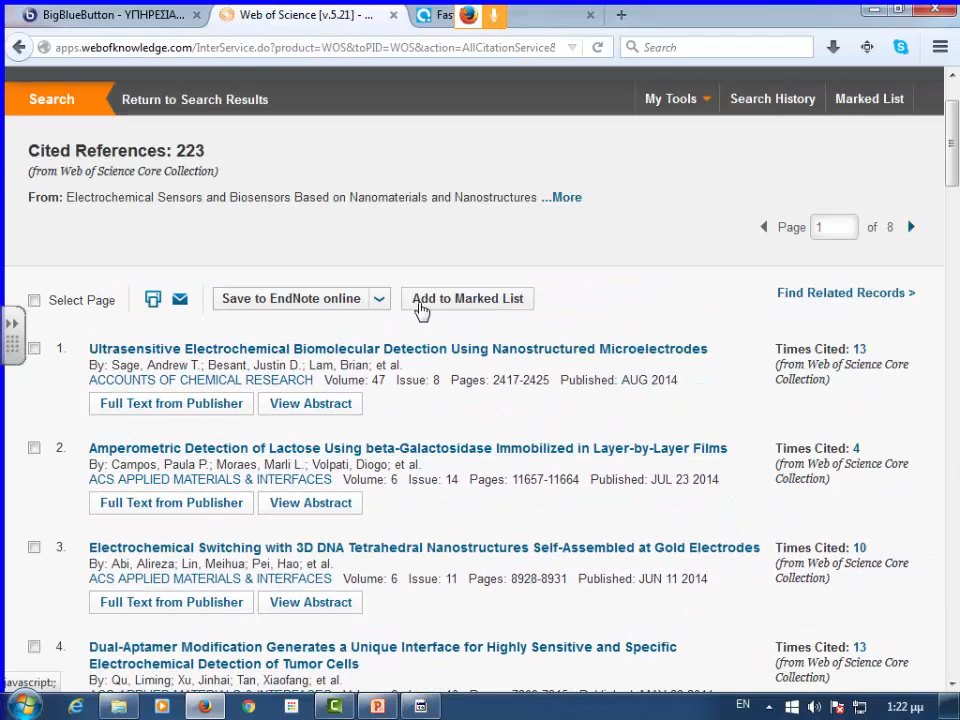 BigBlueButton - ΥΠΗΡΕΣΙΑ...
Web of Science [v.5.21] - ...
Fas
apps.webofknowledge.com/InterService.do?product=WOS&toPID=WOS&action=AllCitationService&
Search
Search
Return to Search Results
My Tools
Search History
Marked List
Cited References: 223
(from Web of Science Core Collection)
From: Electrochemical Sensors and Biosensors Based on Nanomaterials and Nanostructures ...More
Page 1 of 8
Select Page
Save to EndNote online
Add to Marked List
Find Related Records >
1. Ultrasensitive Electrochemical Biomolecular Detection Using Nanostructured Microelectrodes
By: Sage, Andrew T.; Besant, Justin D.; Lam, Brian; et al.
ACCOUNTS OF CHEMICAL RESEARCH Volume: 47 Issue: 8 Pages: 2417-2425 Published: AUG 2014
Full Text from Publisher
View Abstract
Times Cited: 13
(from Web of Science Core
Collection)
2. Amperometric Detection of Lactose Using beta-Galactosidase Immobilized in Layer-by-Layer Films
By: Campos, Paula P.; Moraes, Marli L.; Volpati, Diogo; et al.
ACS APPLIED MATERIALS & INTERFACES Volume: 6 Issue: 14 Pages: 11657-11664 Published: JUL 23 2014
Full Text from Publisher
View Abstract
Times Cited: 4
(from Web of Science Core
Collection)
3. Electrochemical Switching with 3D DNA Tetrahedral Nanostructures Self-Assembled at Gold Electrodes
By: Abi, Alireza; Lin, Meihua; Pei, Hao; et al.
ACS APPLIED MATERIALS & INTERFACES Volume: 6 Issue: 11 Pages: 8928-8931 Published: JUN 11 2014
Full Text from Publisher
View Abstract
Times Cited: 10
(from Web of Science Core
Collection)
4. Dual-Aptamer Modification Generates a Unique Interface for Highly Sensitive and Specific
Electrochemical Detection of Tumor Cells
By: Qu, Liming; Xu, Jinhai; Tan, Xiaofang; et al.
Times Cited: 13
(from Web of Science Core
Collection)
javascript:;
EN
1:22 μμ